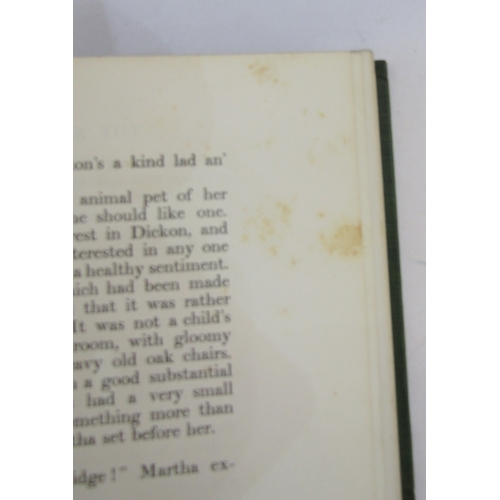 on's a kind lad an'
animal pet of her
he should like one.
rest in Dickon, and
terested in any one
a healthy sentiment.
hich had been made
that it was rather
It was not a child's
room, with gloomy
avy old oak chairs.
a good substantial
had a very small
omething more than
tha set before her.
idge!" Martha ex-